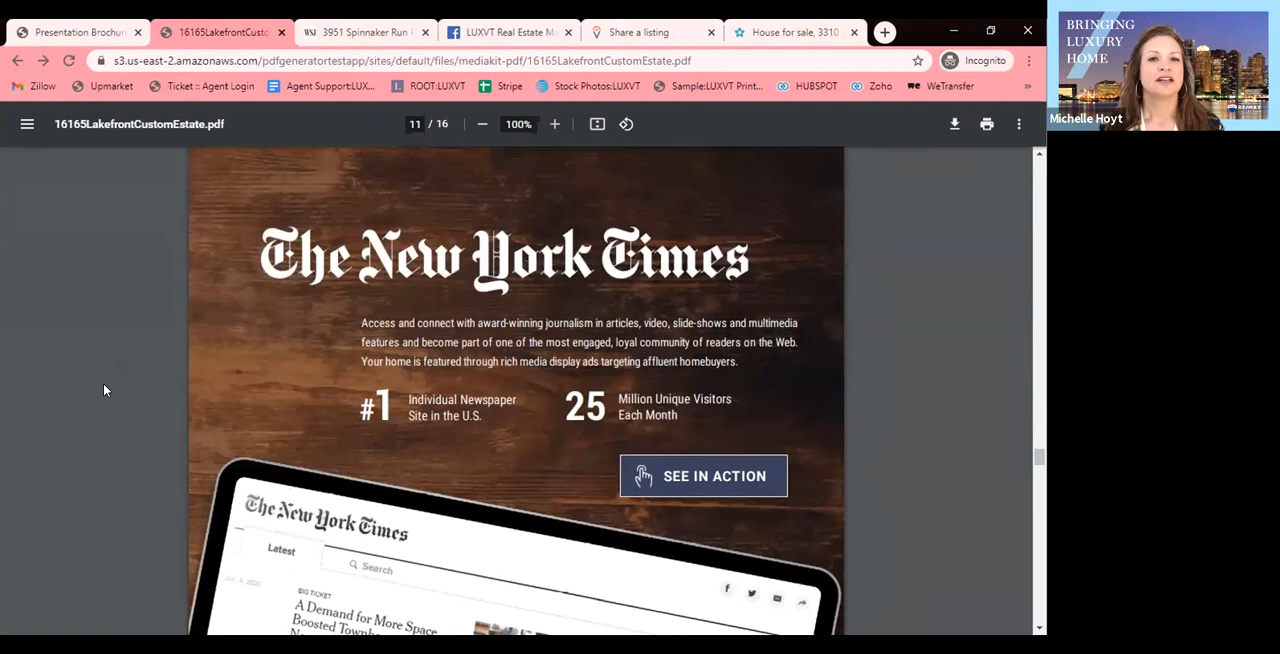 Presentation Brochur
16165LakefrontCusto
WSJ 3951 Spinnaker Run
LUXVT Real Estate M
Share a listing
House for sale, 3310
s3.us-east-2.amazonaws.com/pdfgeneratortestapp/sites/default/files/mediakit-pdf/16165LakefrontCustomEstate.pdf
Incognito
Zillow
Upmarket
Ticket :: Agent Login
Agent Support:LUX...
ROOT:LUXVT
Stripe
Stock Photos:LUXVT
Sample:LUXVT Print...
HUBSPOT
Zoho
WeTransfer
»
16165LakefrontCustomEstate.pdf
11 / 16
100%
The New York Times
Access and connect with award-winning journalism in articles, video, slide-shows and multimedia
features and become part of one of the most engaged, loyal community of readers on the Web.
Your home is featured through rich media display ads targeting affluent homebuyers.
#1 Individual Newspaper
Site in the U.S.
25 Million Unique Visitors
Each Month
SEE IN ACTION
The New York Times
Latest
Search
BIG TICKET
A Demand for More Space
Boosted Townh
BRINGING
LUXURY
HOME
RE/MAX
Michelle Hoyt